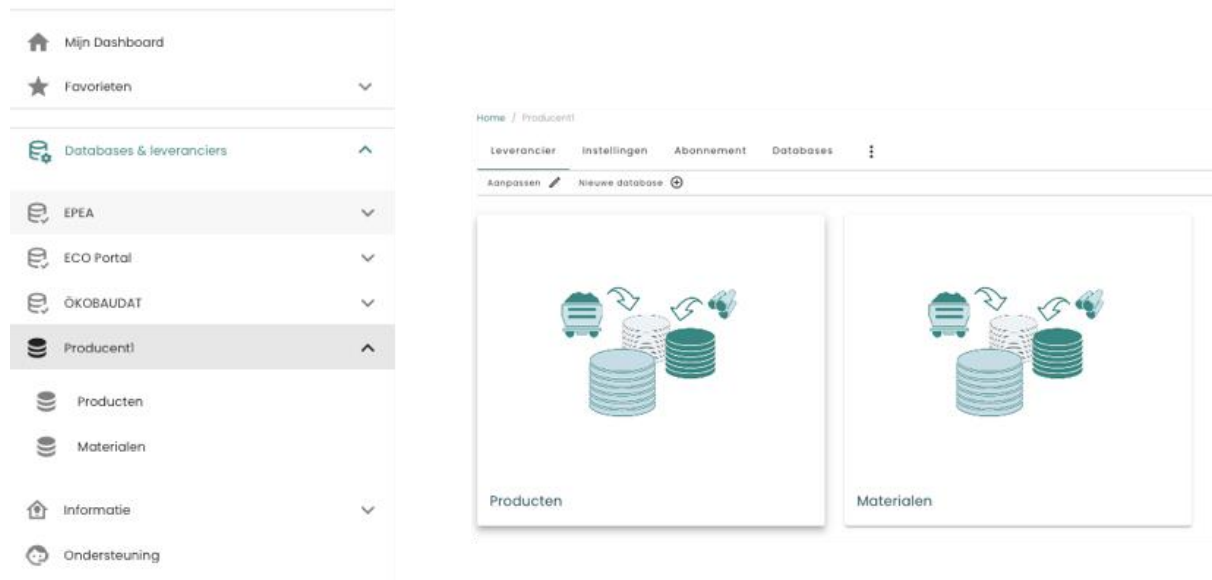 Mijn Dashboard
Favorieten
Databases & leveranciers
EPEA
ECO Portal
ÖKOBAUDAT
Producent1
Producten
Materialen
Informatie
Ondersteuning
Home / Producent1
Leverancier Instellingen Abonnement Databases
Aanpassen Nieuwe database
Producten Materialen